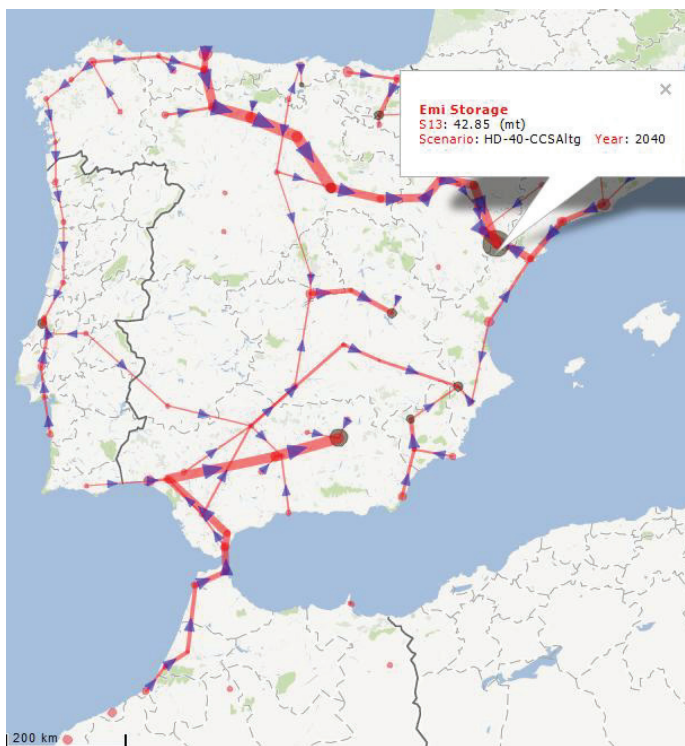 ×
Emi Storage
S13: 42.85 (mt)
Scenario: HD-40-CCSAltg Year: 2040
200 km